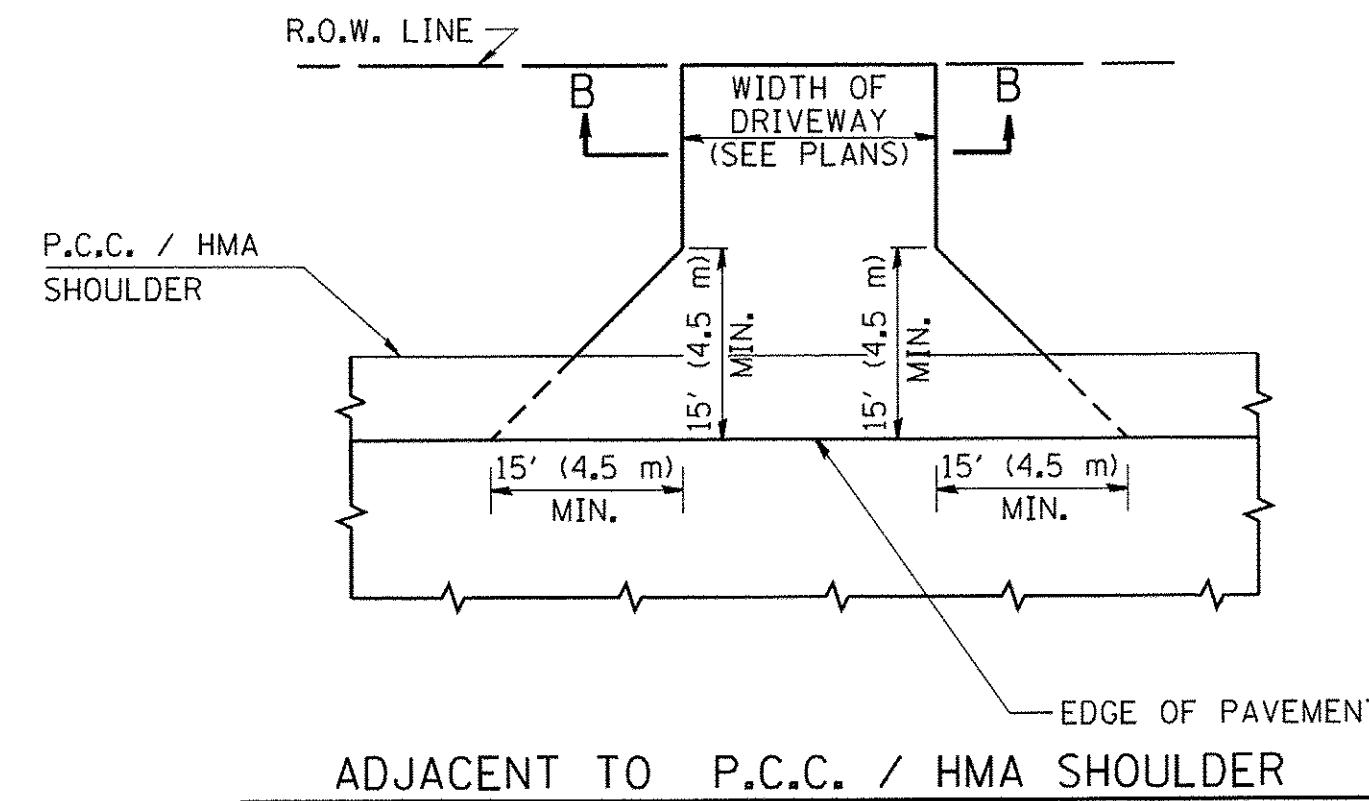 R.O.W. LINE
B
WIDTH OF
DRIVEWAY
(SEE PLANS)
B
P.C.C. / HMA
SHOULDER
15' (4.5 m)
MIN.
15' (4.5 m)
MIN.
15' (4.5 m)
MIN.
15' (4.5 m)
MIN.
EDGE OF PAVEMENT
ADJACENT TO P.C.C. / HMA SHOULDER